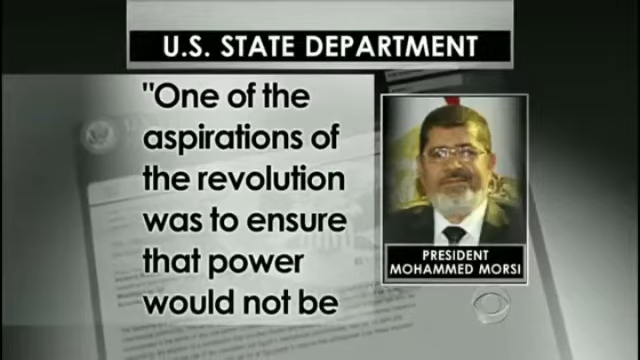 U.S. STATE DEPARTMENT
"One of the
aspirations of
the revolution
was to ensure
that power
would not be
PRESIDENT
MOHAMMED MORSI